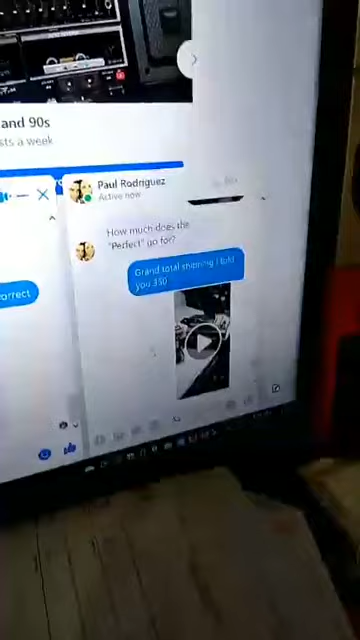 and 90s
sts a week
Paul Rodriguez
Active now
How much does the
"Perfect" go for?
Grand total shipping I told
you 350
orrect